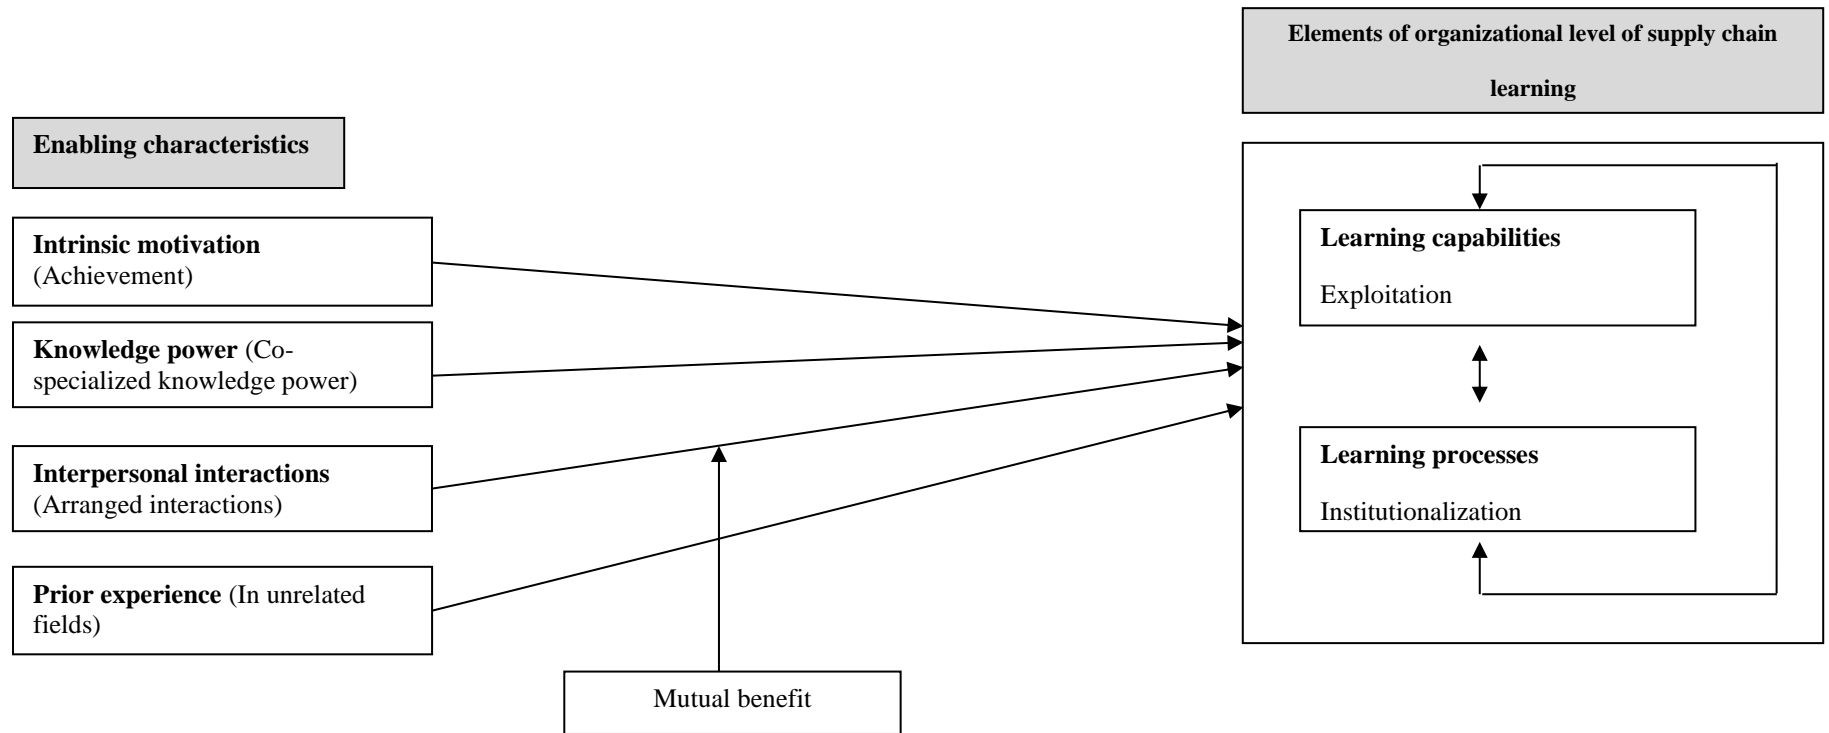 Elements of organizational level of supply chain
learning
Enabling characteristics
Intrinsic motivation
(Achievement)
Knowledge power (Co-
specialized knowledge power)
Interpersonal interactions
(Arranged interactions)
Prior experience (In unrelated
fields)
Mutual benefit
Learning capabilities
Exploitation
Learning processes
Institutionalization